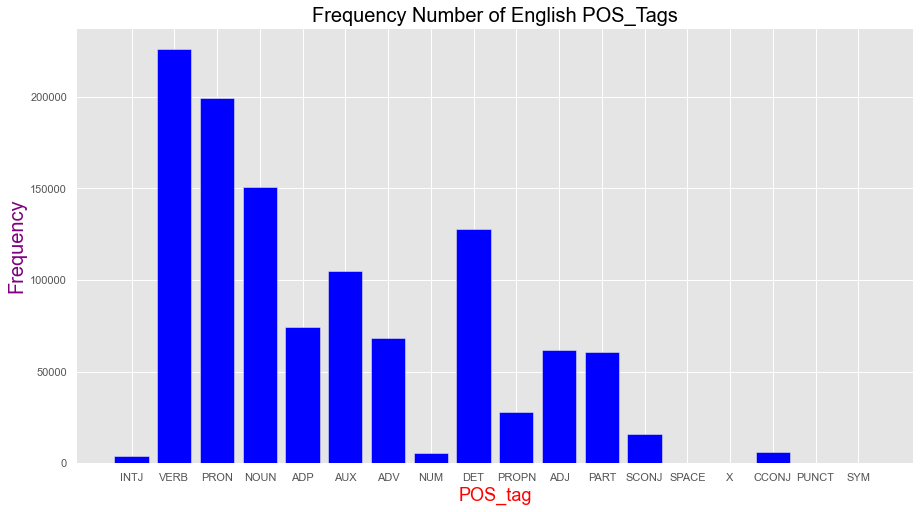 Frequency Number of English POS_Tags
Frequency
200000
150000
100000
50000
0
INTJ VERB PRON NOUN ADP AUX ADV NUM DET PROPN ADJ PART SCONJ SPACE X CCONJ PUNCT SYM
POS_tag